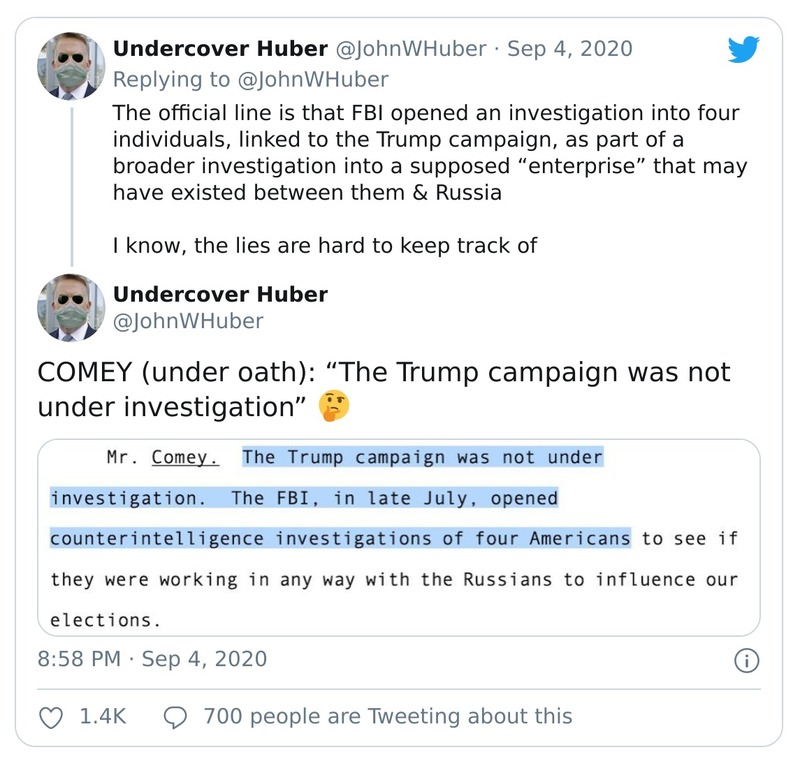 Undercover Huber @JohnWHuber · Sep 4, 2020
Replying to @JohnWHuber
The official line is that FBI opened an investigation into four
individuals, linked to the Trump campaign, as part of a
broader investigation into a supposed “enterprise” that may
have existed between them & Russia
I know, the lies are hard to keep track of
Undercover Huber
@JohnWHuber
COMEY (under oath): “The Trump campaign was not
under investigation” 🤔
Mr. Comey. The Trump campaign was not under
investigation. The FBI, in late July, opened
counterintelligence investigations of four Americans to see if
they were working in any way with the Russians to influence our
elections.
8:58 PM · Sep 4, 2020
1.4K 700 people are Tweeting about this